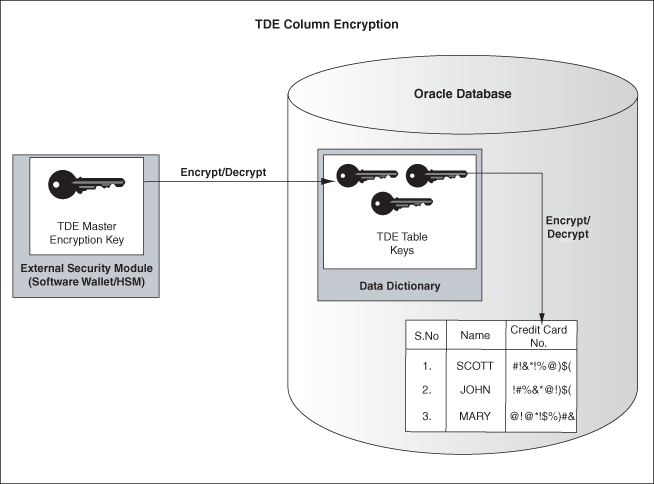 TDE Column Encryption
Oracle Database
Encrypt/Decrypt
TDE Master
Encryption Key
External Security Module
(Software Wallet/HSM)
TDE Table
Keys
Data Dictionary
Encrypt/
Decrypt
S.No Name Credit Card
No.
1. SCOTT #!&*!%@)$(
2. JOHN !#%&*@!)$(
3. MARY @!@*!$%)#&